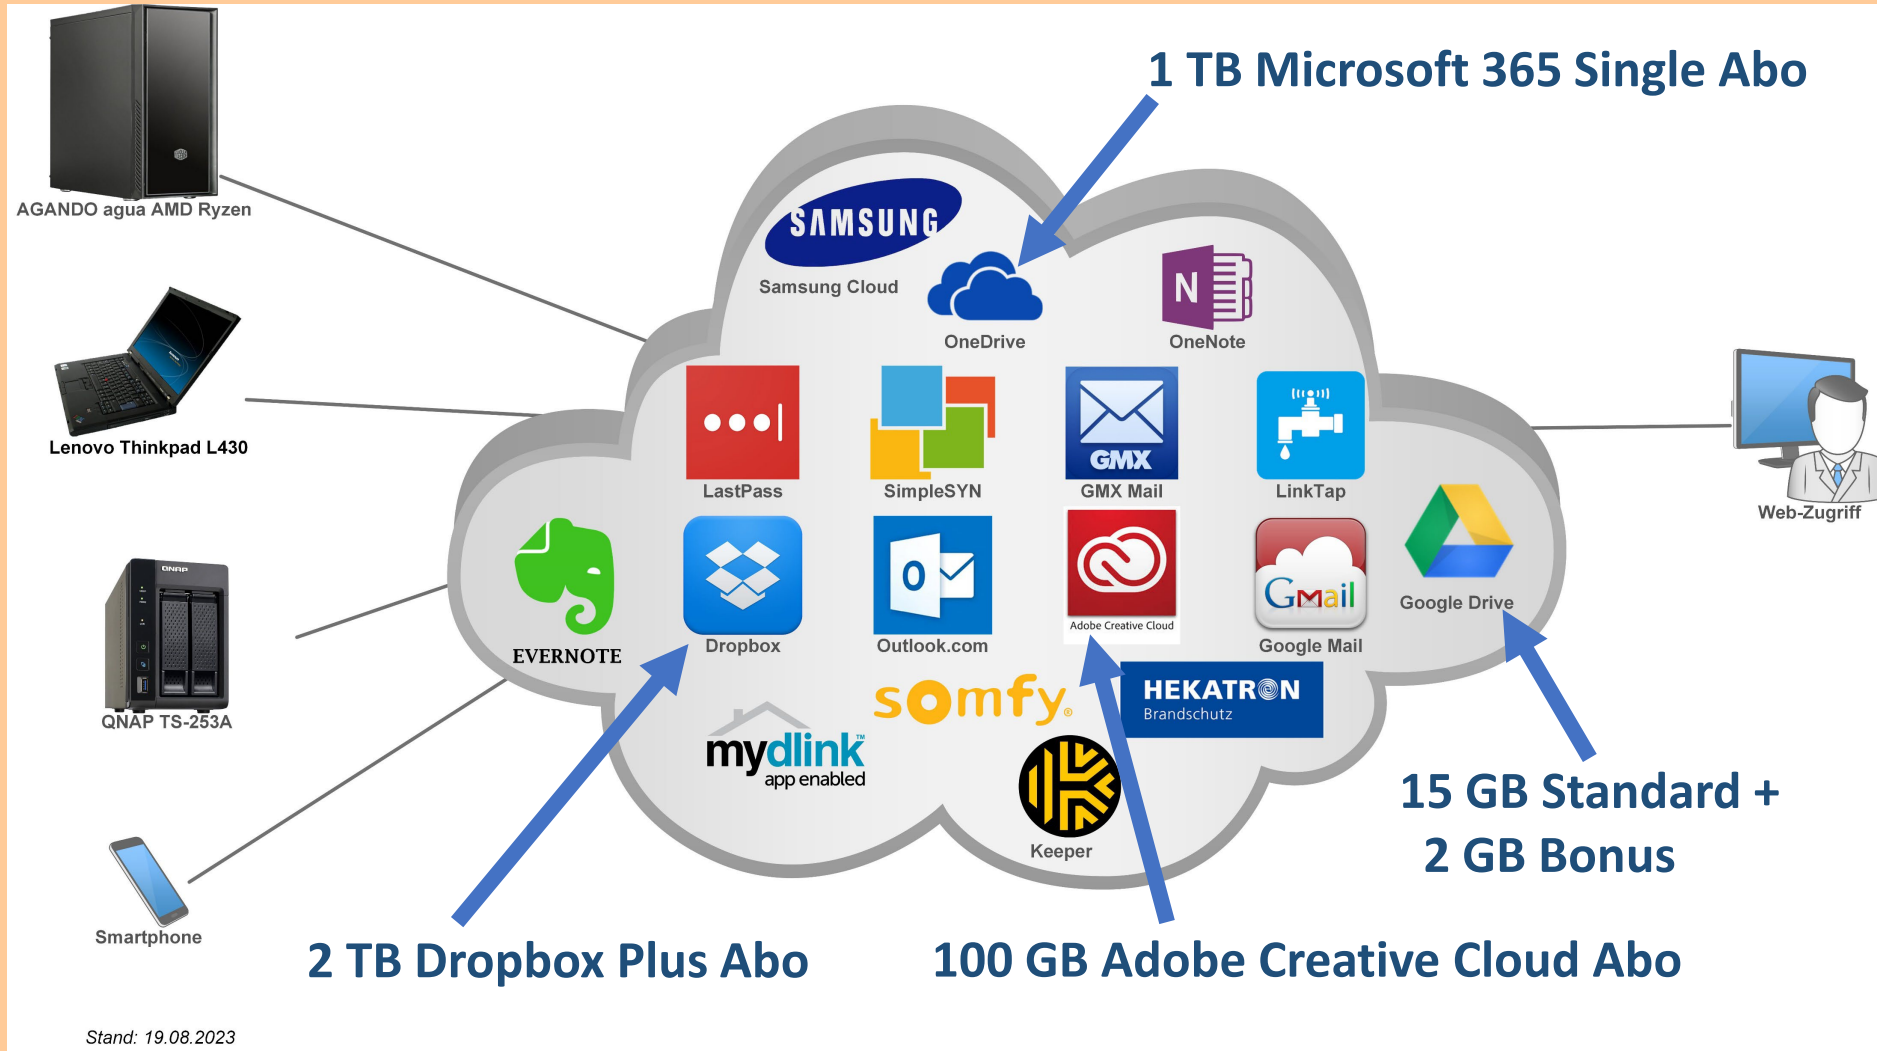 1 TB Microsoft 365 Single Abo
AGANDO agua AMD Ryzen
SAMSUNG
Samsung Cloud
OneDrive
N
OneNote
Lenovo Thinkpad L430
LastPass
SimpleSYN
GMX
GMX Mail
LinkTap
Web-Zugriff
EVERNOTE
Dropbox
O
Outlook.com
Adobe Creative Cloud
Gmail
Google Mail
Google Drive
QNAP
QNAP TS-253A
somfy®
HEKATRON
Brandschutz
mydlink™
app enabled
Keeper
15 GB Standard +
2 GB Bonus
Smartphone
2 TB Dropbox Plus Abo
100 GB Adobe Creative Cloud Abo
Stand: 19.08.2023